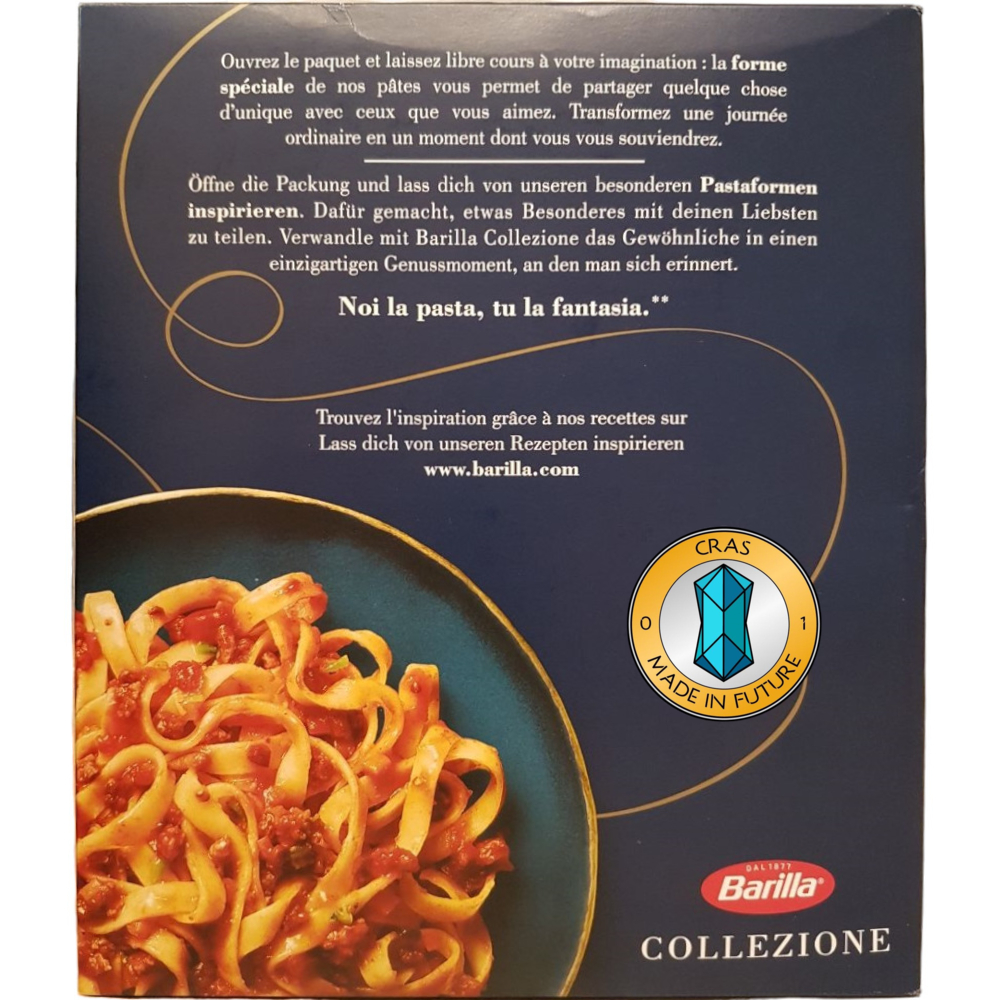 Ouvrez le paquet et laissez libre cours à votre imagination : la forme
spéciale de nos pâtes vous permet de partager quelque chose
d'unique avec ceux que vous aimez. Transformez une journée
ordinaire en un moment dont vous vous souviendrez.
Öffne die Packung und lass dich von unseren besonderen Pastaformen
inspirieren. Dafür gemacht, etwas Besonderes mit deinen Liebsten
zu teilen. Verwandle mit Barilla Collezione das Gewöhnliche in einen
einzigartigen Genussmoment, an den man sich erinnert.
Noi la pasta, tu la fantasia.**
Trouvez l'inspiration grâce à nos recettes sur
Lass dich von unseren Rezepten inspirieren
www.barilla.com
CRAS
0 1
MADE IN FUTURE
DAL 1877
Barilla®
COLLEZIONE